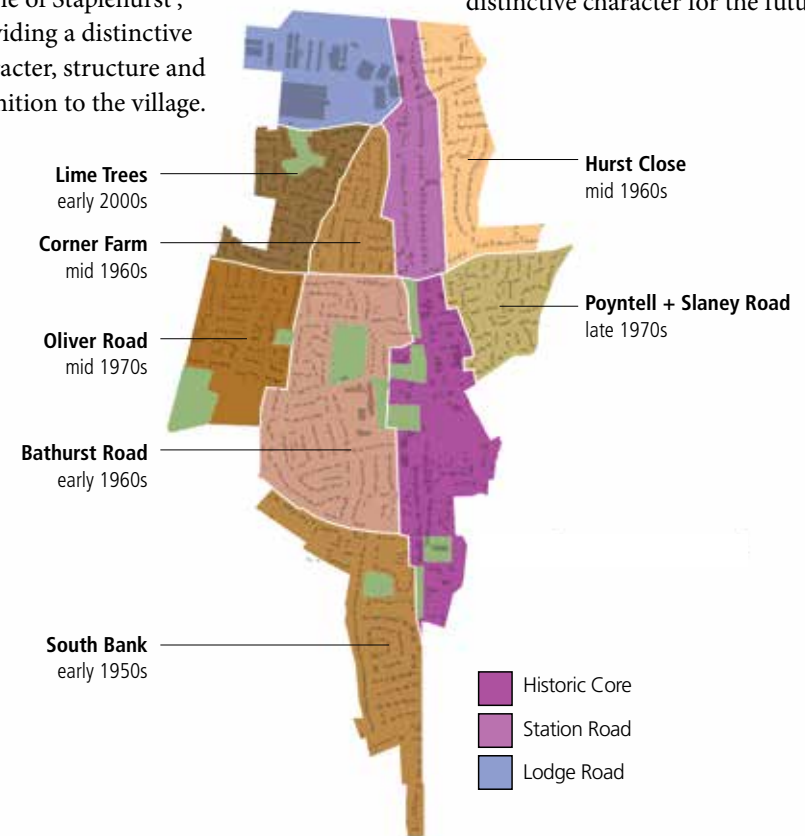 of Staplehurst,
viding a distinctive
acter, structure and
nition to the village.
distinctive character for the futu
Lime Trees
early 2000s
Corner Farm
mid 1960s
Oliver Road
mid 1970s
Bathurst Road
early 1960s
South Bank
early 1950s
Hurst Close
mid 1960s
Poyntell + Slaney Road
late 1970s
Historic Core
Station Road
Lodge Road